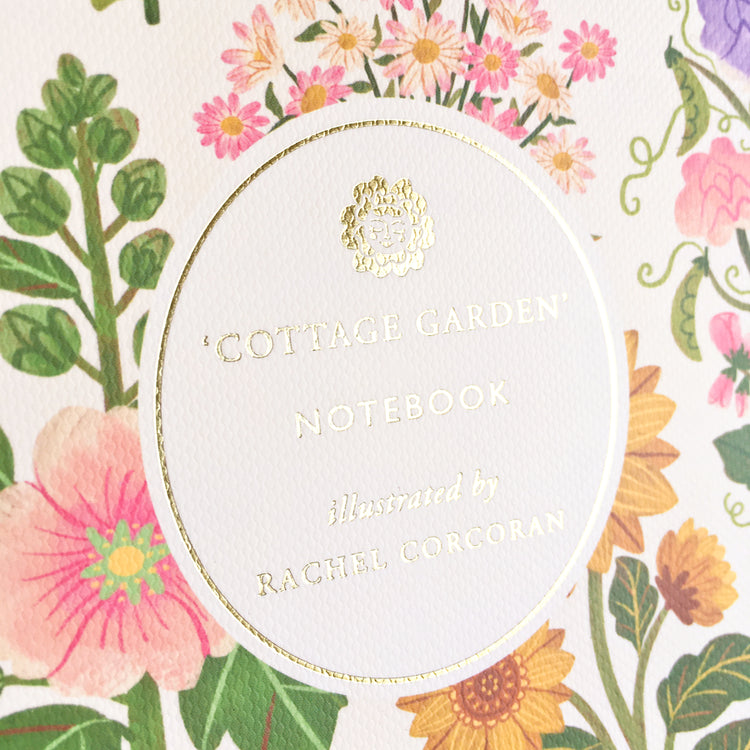 'COTTAGE GARDEN'
NOTEBOOK
illustrated by
RACHEL CORCORAN